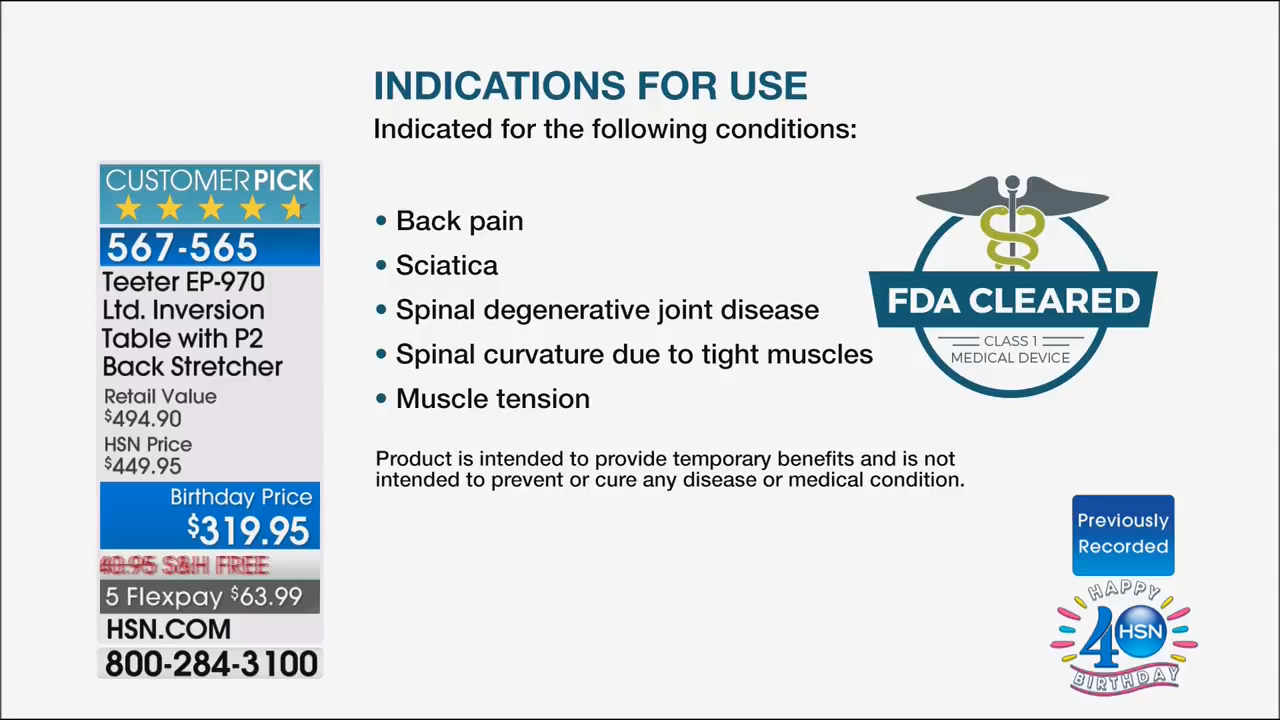 INDICATIONS FOR USE
Indicated for the following conditions:
• Back pain
• Sciatica
• Spinal degenerative joint disease
• Spinal curvature due to tight muscles
• Muscle tension
Product is intended to provide temporary benefits and is not
intended to prevent or cure any disease or medical condition.
FDA CLEARED
CLASS 1
MEDICAL DEVICE
CUSTOMER PICK
567-565
Teeter EP-970
Ltd. Inversion
Table with P2
Back Stretcher
Retail Value
$494.90
HSN Price
$449.95
Birthday Price
$319.95
40.95 S&H FREE
5 Flexpay $63.99
HSN.COM
800-284-3100
Previously
Recorded
HAPPY
40 HSN
BIRTHDAY